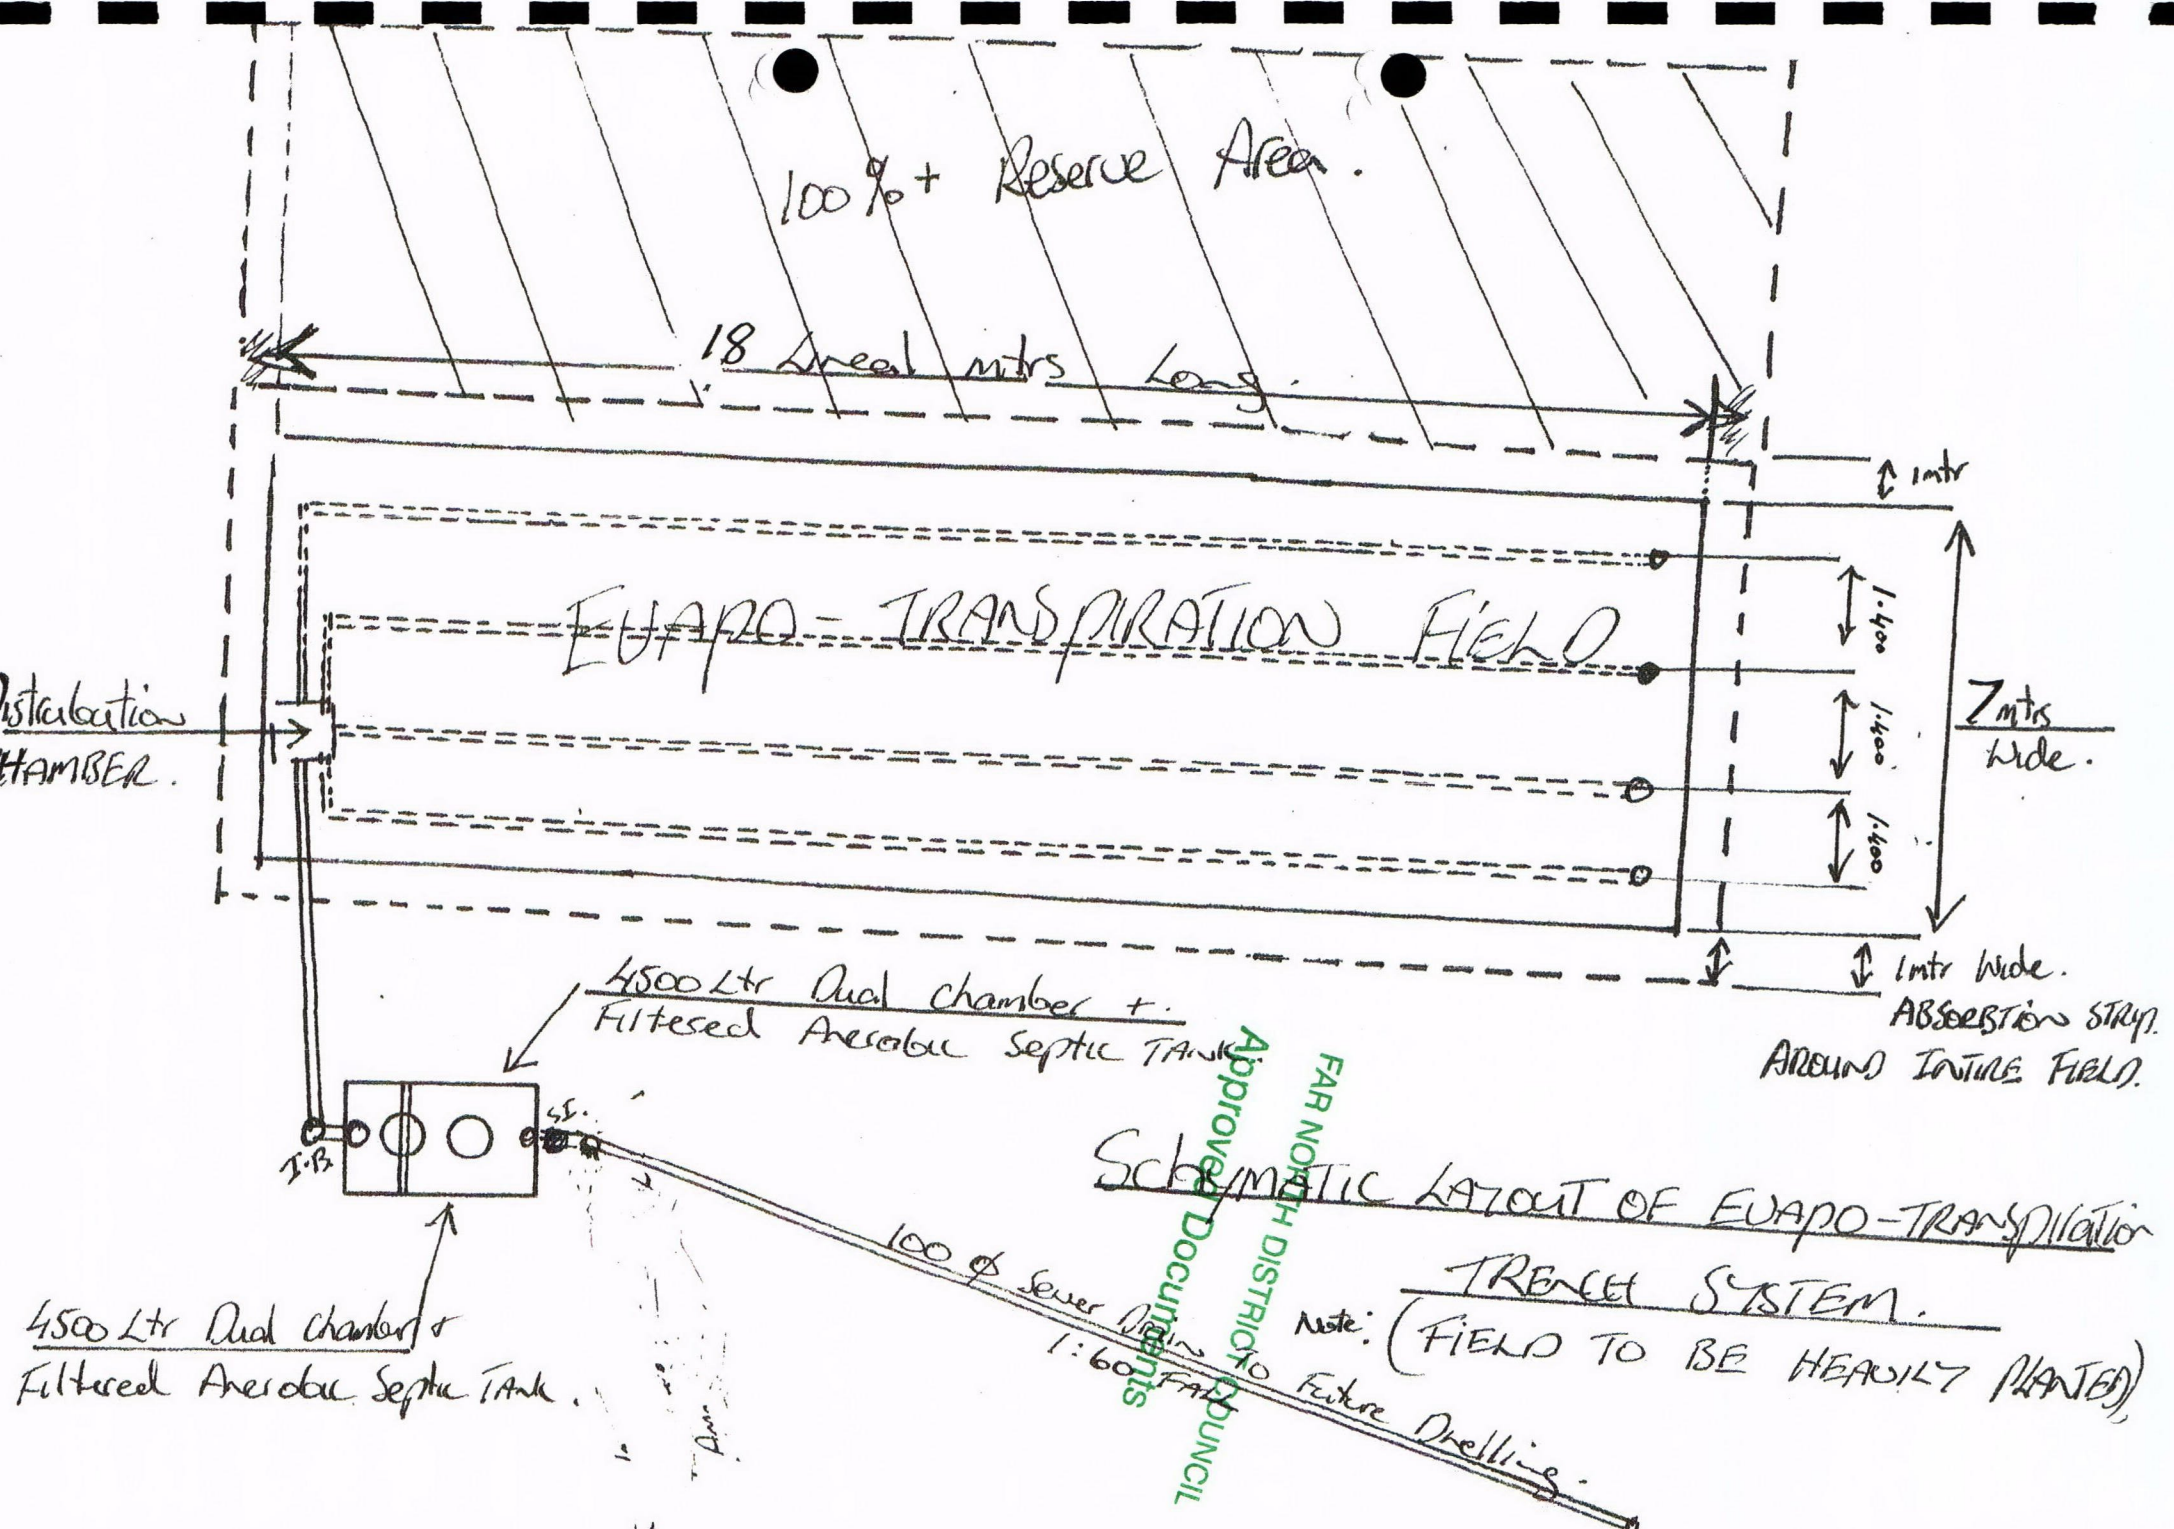 100%+ Reserve Area.
18 Lineal mtrs Long.
1mtr
EVAPO-TRANSPIRATION FIELD
1.400
1.400
1.400
7mtrs
Wide.
Distribution
CHAMBER.
1mtr Wide.
ABSORBTION STRIP.
AROUND INTIRE FIELD.
4500 Ltr Dual Chamber +
Filtered Anerobic Septic TANK.
S.I.
I.B.
FAR NORTH DISTRICT COUNCIL
Approved Documents
SCHYMATIC LAYOUT OF EVAPO-TRANSPIRATION
TRENCH SYSTEM.
Note: (FIELD TO BE HEAVILY PLANTED)
100 Ø Sewer Drain TO Future Dwelling.
1:60 FALL
4500 Ltr Dual Chamber +
Filtered Anerobic Septic TANK.